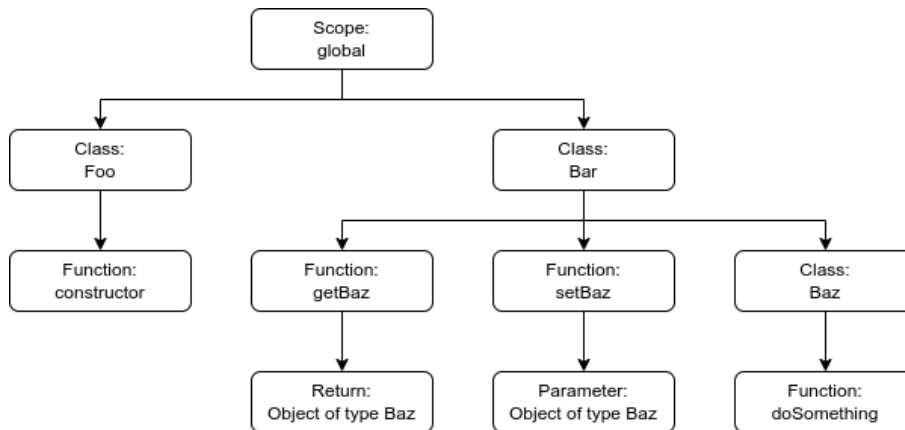 Scope:
global
Class:
Foo
Class:
Bar
Function:
constructor
Function:
getBaz
Function:
setBaz
Class:
Baz
Return:
Object of type Baz
Parameter:
Object of type Baz
Function:
doSomething